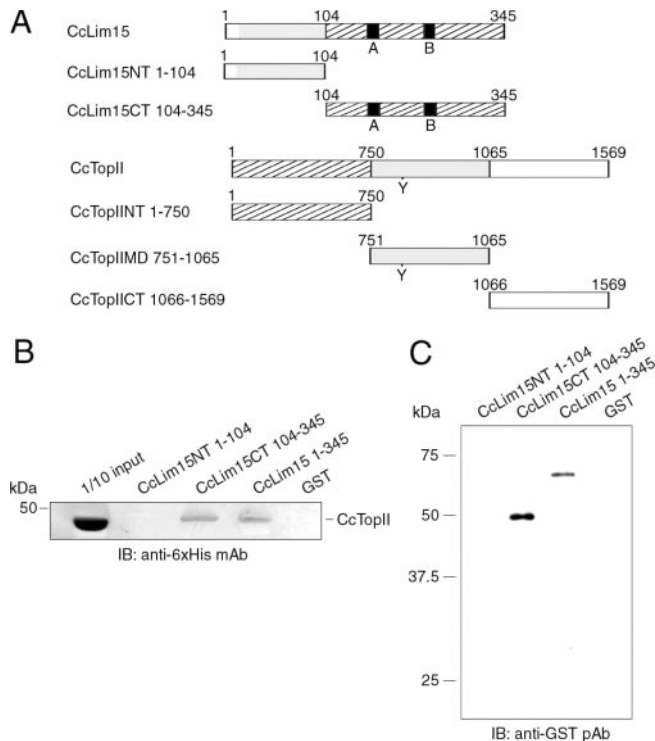 A
1 104 345
CcLim15
A B
CcLim15NT 1-104
104 345
CcLim15CT 104-345
A B
1 750 1065 1569
CcTopII
Y
1 750
CcTopIINT 1-750
751 1065
CcTopIIMD 751-1065
Y
1066 1569
CcTopIICT 1066-1569
B
kDa
50
1/10 input
CcLim15NT 1-104
CcLim15CT 104-345
CcLim15 1-345
GST
CcTopII
IB: anti-6xHis mAb
C
kDa
CcLim15NT 1-104
CcLim15CT 104-345
CcLim15 1-345
GST
75
50
37.5
25
IB: anti-GST pAb